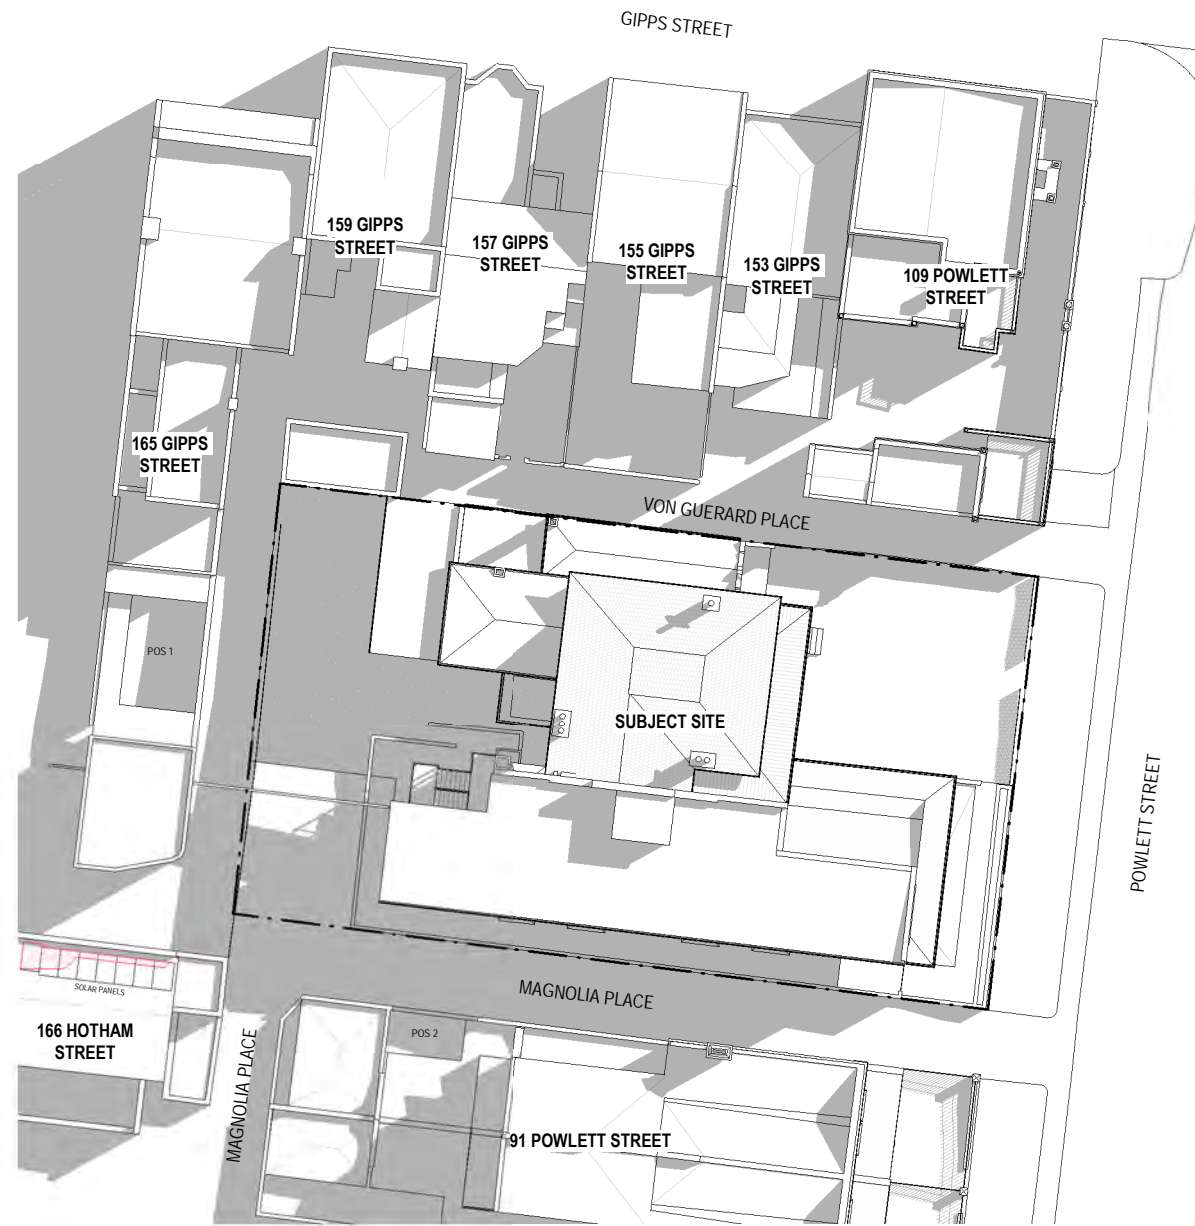 GIPPS STREET
159 GIPPS
STREET
157 GIPPS
STREET
155 GIPPS
STREET
153 GIPPS
STREET
109 POWLETT
STREET
165 GIPPS
STREET
VON GUERARD PLACE
POS 1
SUBJECT SITE
POWLETT STREET
SOLAR PANELS
MAGNOLIA PLACE
166 HOTHAM
STREET
POS 2
MAGNOLIA PLACE
91 POWLETT STREET